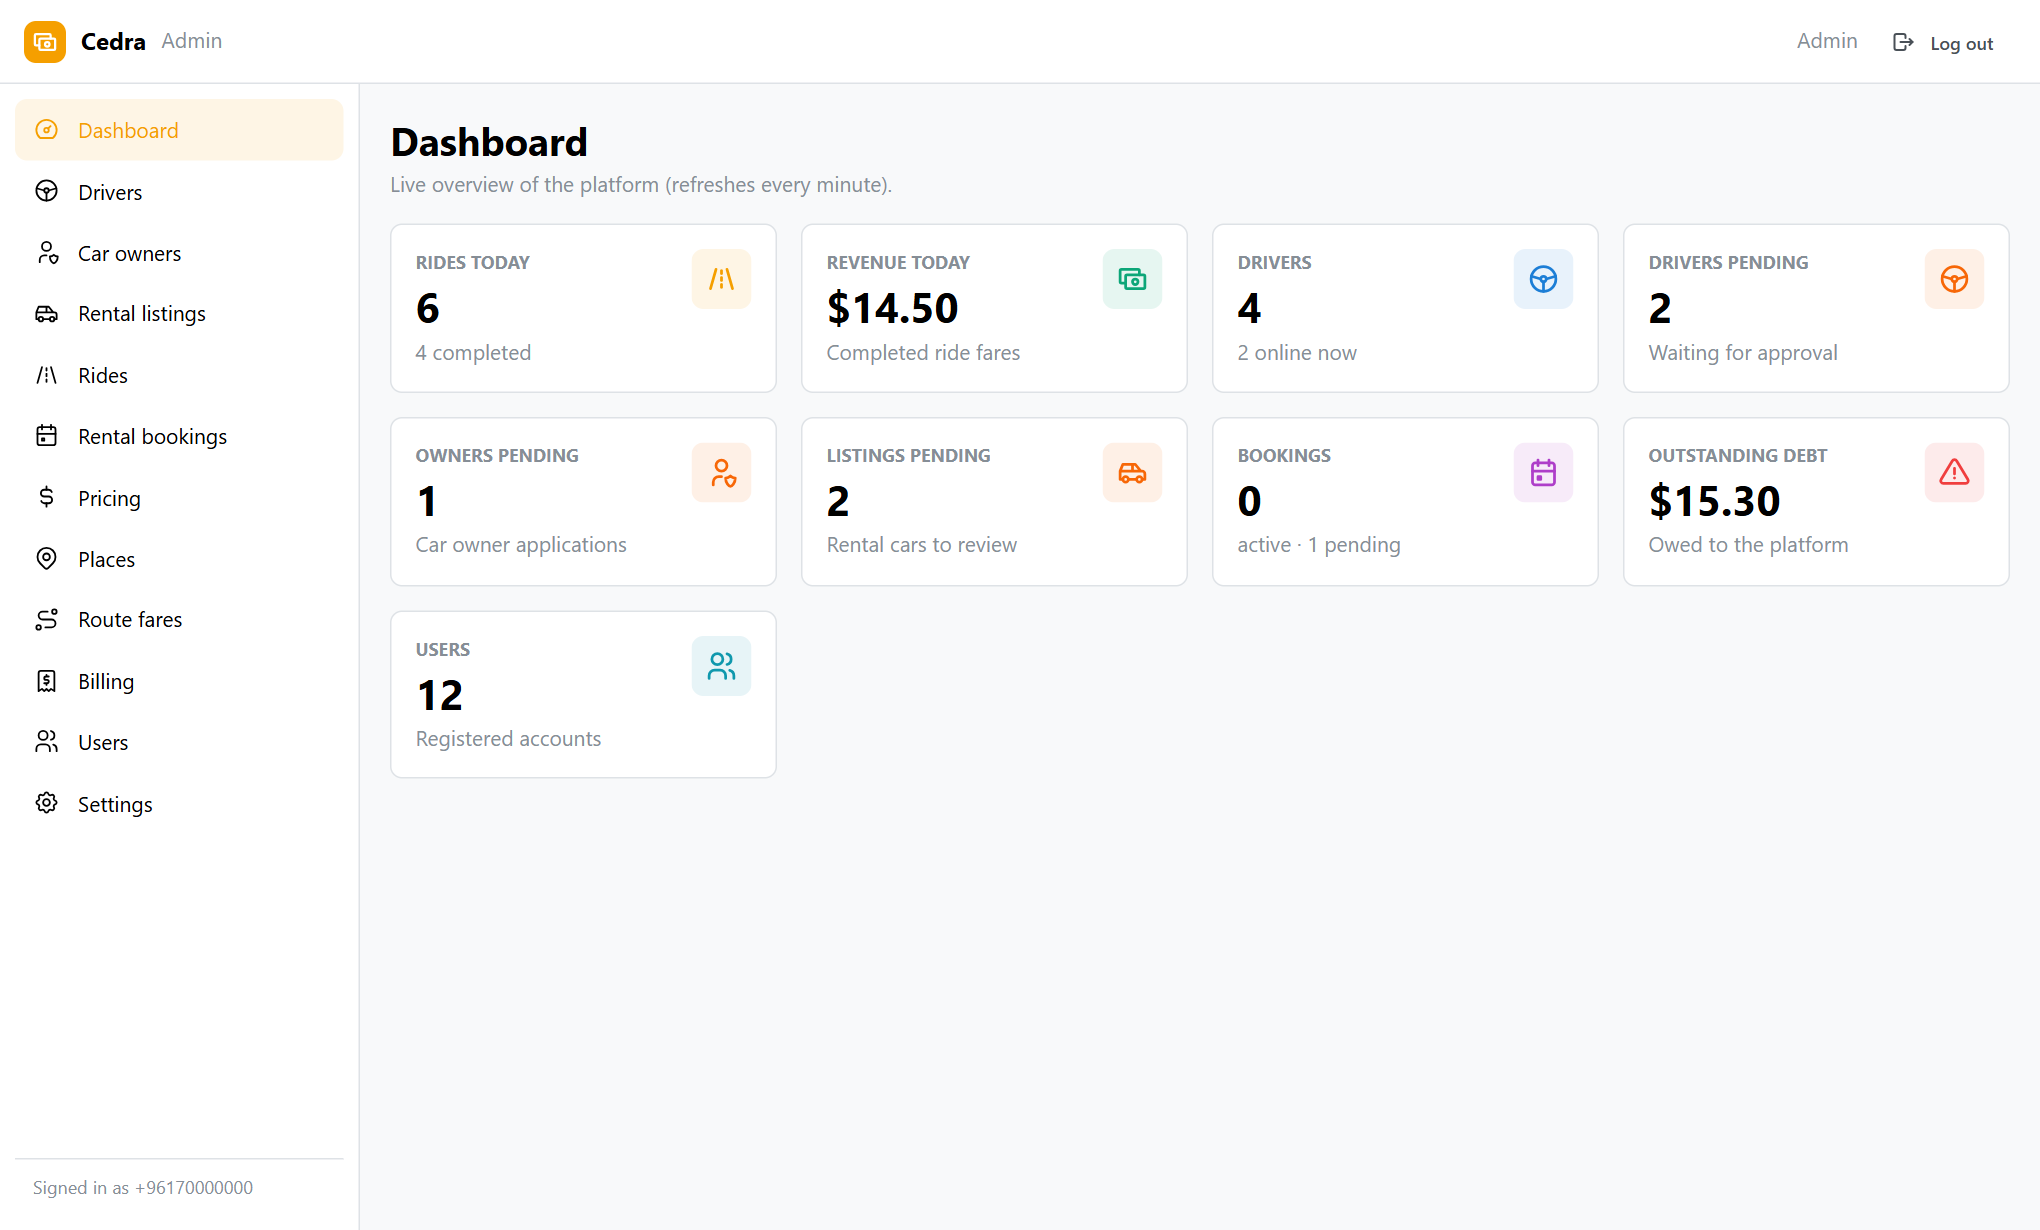 Cedra Admin
Admin Log out
Dashboard
Drivers
Car owners
Rental listings
Rides
Rental bookings
Pricing
Places
Route fares
Billing
Users
Settings
Signed in as +96170000000
Dashboard
Live overview of the platform (refreshes every minute).
RIDES TODAY
6
4 completed
REVENUE TODAY
$14.50
Completed ride fares
DRIVERS
4
2 online now
DRIVERS PENDING
2
Waiting for approval
OWNERS PENDING
1
Car owner applications
LISTINGS PENDING
2
Rental cars to review
BOOKINGS
0
active · 1 pending
OUTSTANDING DEBT
$15.30
Owed to the platform
USERS
12
Registered accounts